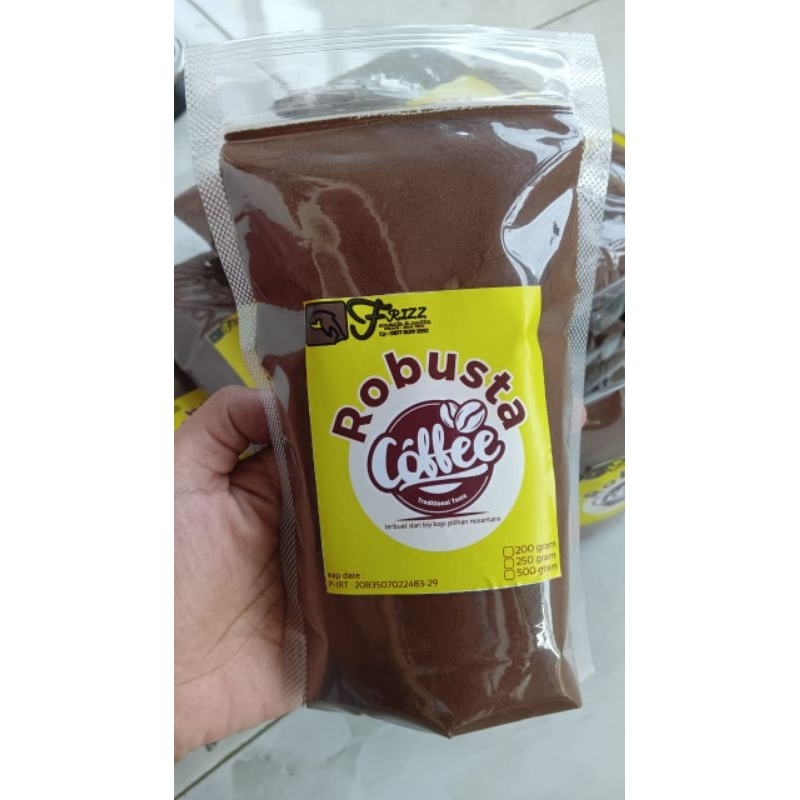 FRIZZ
Robusta
Coffee
Traditional Taste
terbuat dari biji kopi pilihan nusantara
200 gram
250 gram
500 gram
exp date :
P-IRT : 2083507022483-29